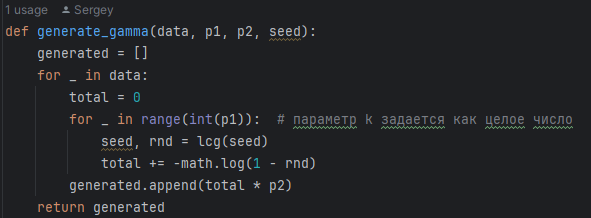 1 usage Sergey
def generate_gamma(data, p1, p2, seed):
    generated = []
    for _ in data:
        total = 0
        for _ in range(int(p1)):  # параметр k задается как целое число
            seed, rnd = lcg(seed)
            total += -math.log(1 - rnd)
        generated.append(total * p2)
    return generated